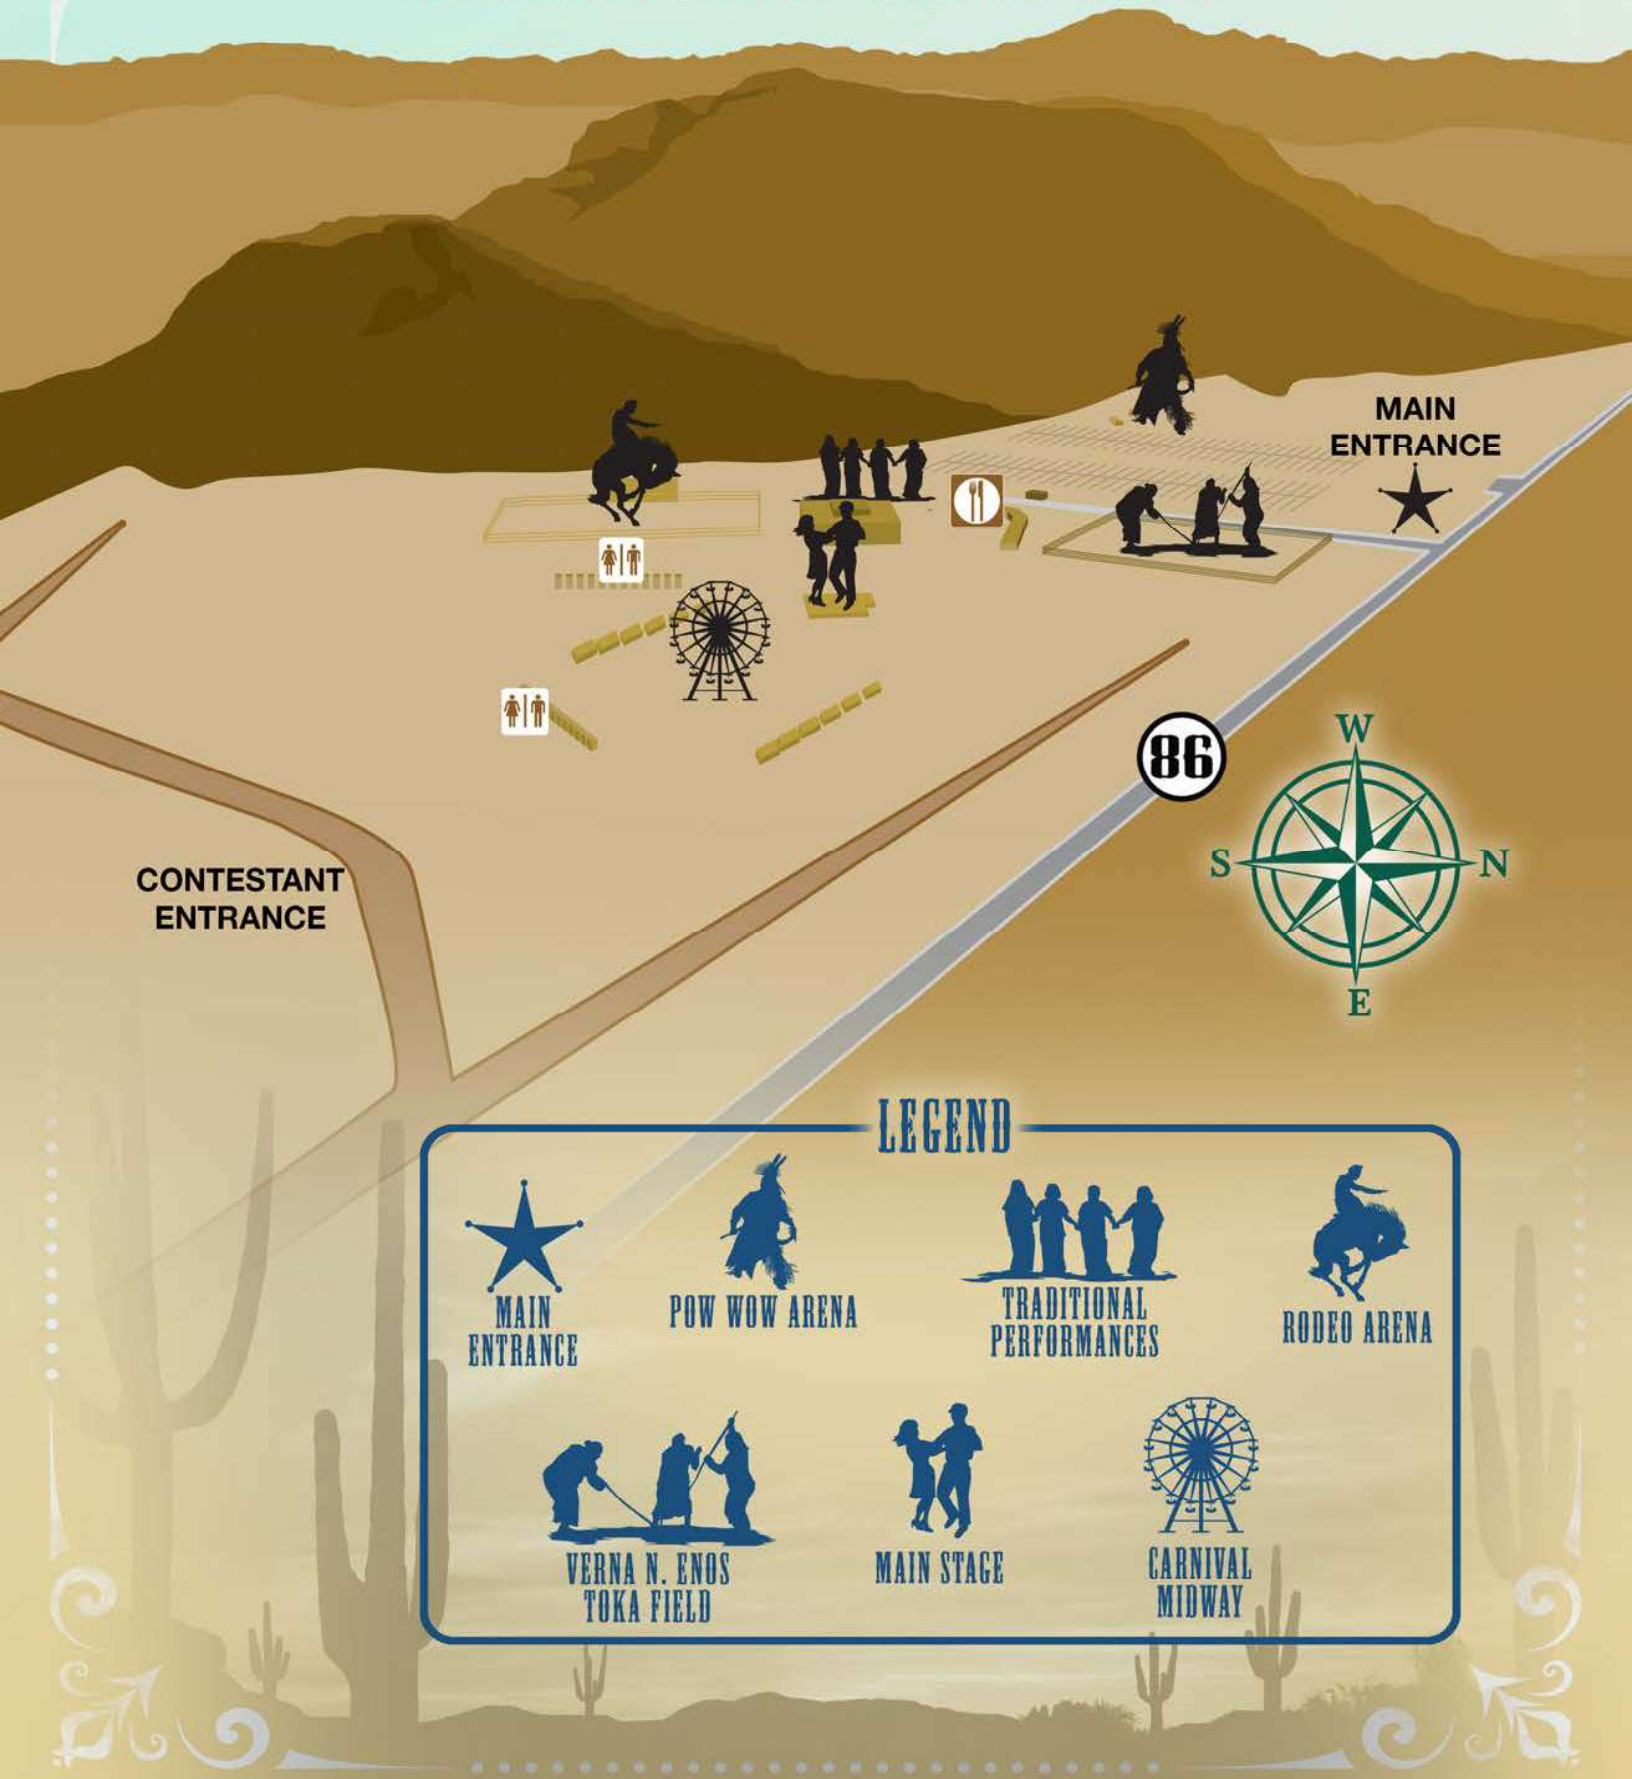 MAIN
ENTRANCE
86
W
S
N
E
CONTESTANT
ENTRANCE
LEGEND
MAIN
ENTRANCE
POW WOW ARENA
TRADITIONAL
PERFORMANCES
RODEO ARENA
VERNA N. ENOS
TOKA FIELD
MAIN STAGE
CARNIVAL
MIDWAY